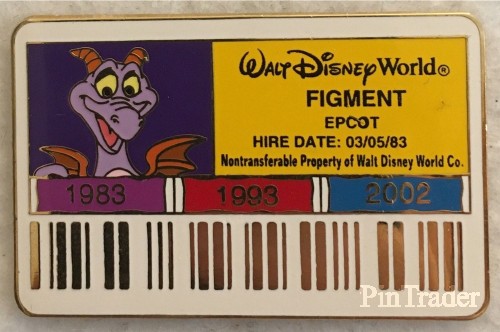 Walt Disney World®
FIGMENT
EPCOT
HIRE DATE: 03/05/83
Nontransferable Property of Walt Disney World Co.
1983 1993 2002
PinTrader